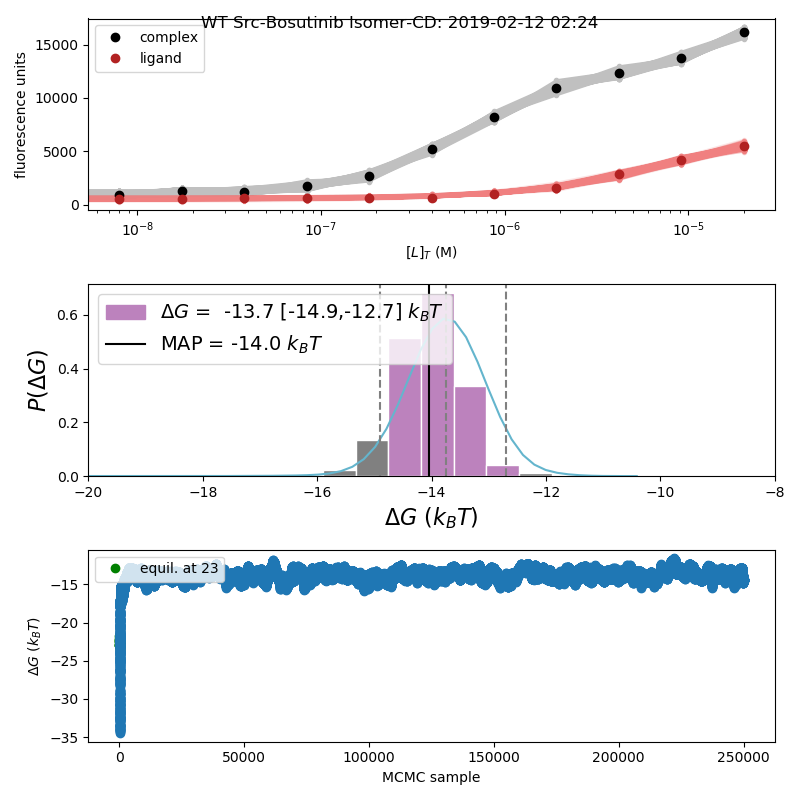 WT Src-Bosutinib Isomer-CD: 2019-02-12 02:24
complex
ligand
fluorescence units
15000
10000
5000
0
10⁻⁸ 10⁻⁷ 10⁻⁶ 10⁻⁵
[L]_T (M)
ΔG = -13.7 [-14.9,-12.7] k_BT
MAP = -14.0 k_BT
P(ΔG)
0.6
0.4
0.2
0.0
−20 −18 −16 −14 −12 −10 −8
ΔG (k_BT)
equil. at 23
ΔG (k_BT)
−15
−20
−25
−30
−35
0 50000 100000 150000 200000 250000
MCMC sample